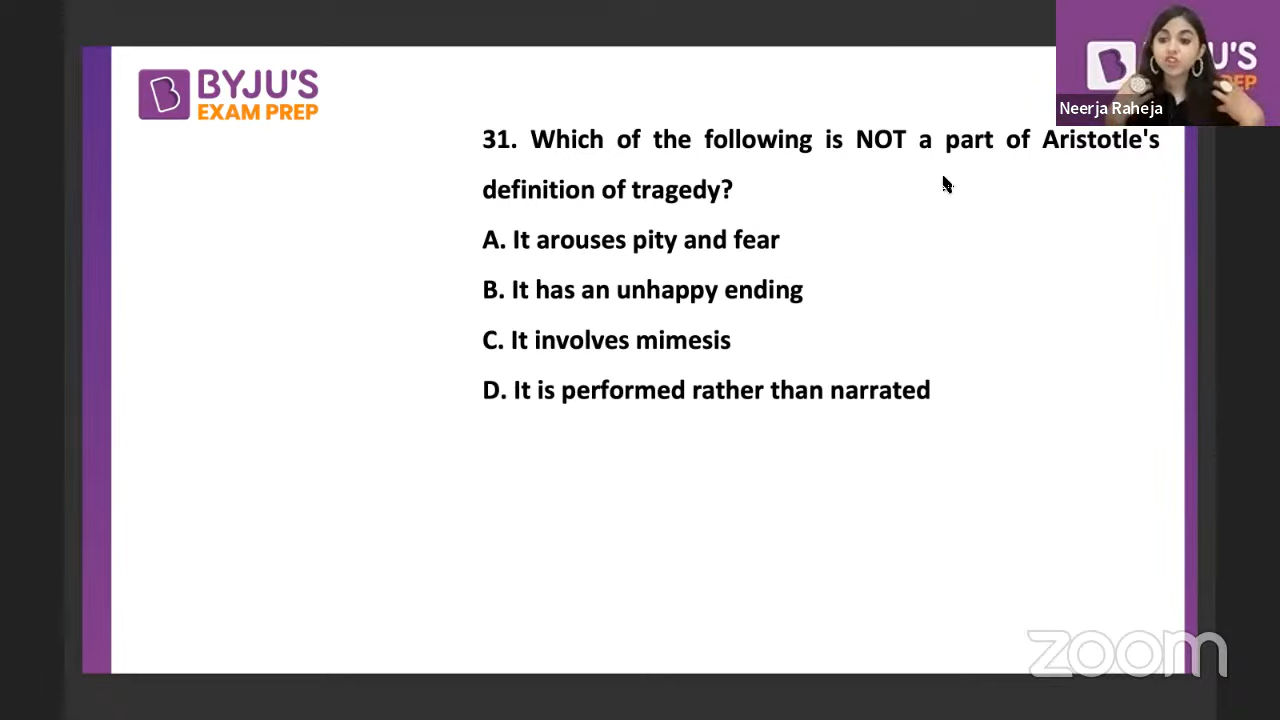 BYJU'S
EXAM PREP
U'S
EP
Neerja Raheja
31. Which of the following is NOT a part of Aristotle's
definition of tragedy?
A. It arouses pity and fear
B. It has an unhappy ending
C. It involves mimesis
D. It is performed rather than narrated
zoom